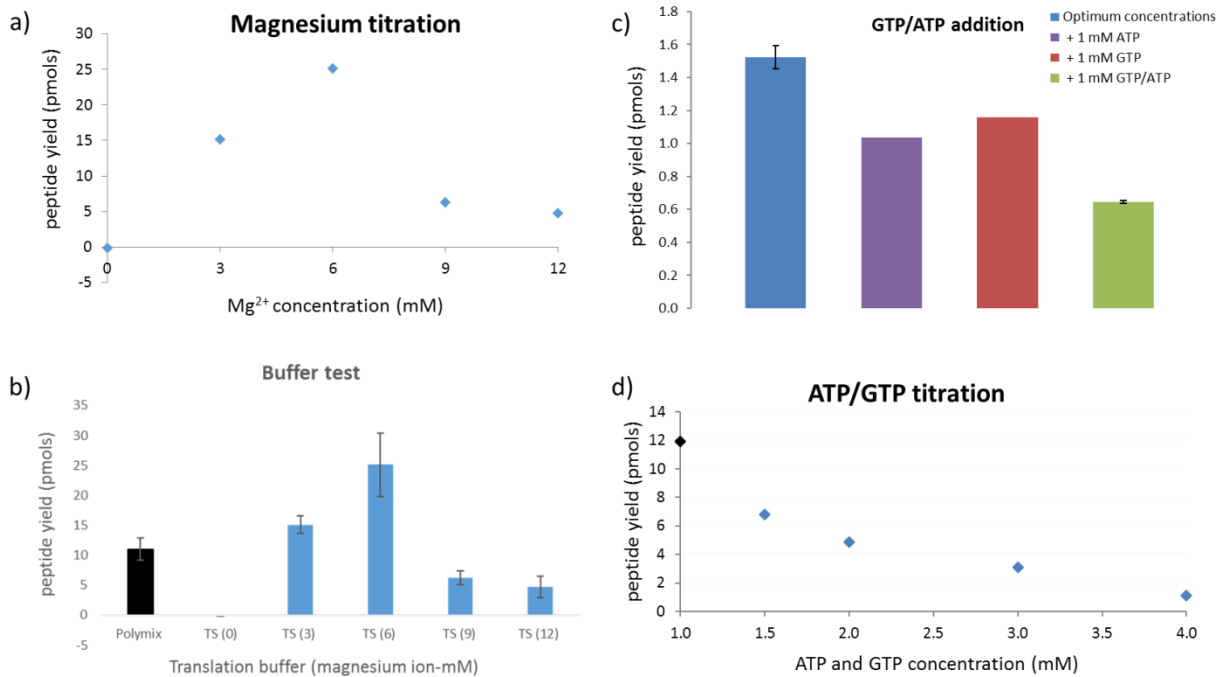 a)
Magnesium titration
peptide yield (pmols)
30
25
20
15
10
5
0
-5
0
3
6
9
12
Mg²⁺ concentration (mM)
b)
Buffer test
peptide yield (pmols)
35
30
25
20
15
10
5
0
-5
Polymix
TS (0)
TS (3)
TS (6)
TS (9)
TS (12)
Translation buffer (magnesium ion-mM)
c)
GTP/ATP addition
Optimum concentrations
+ 1 mM ATP
+ 1 mM GTP
+ 1 mM GTP/ATP
peptide yield (pmols)
1.8
1.6
1.4
1.2
1.0
0.8
0.6
0.4
0.2
0.0
d)
ATP/GTP titration
peptide yield (pmols)
14
12
10
8
6
4
2
0
1.0
1.5
2.0
2.5
3.0
3.5
4.0
ATP and GTP concentration (mM)